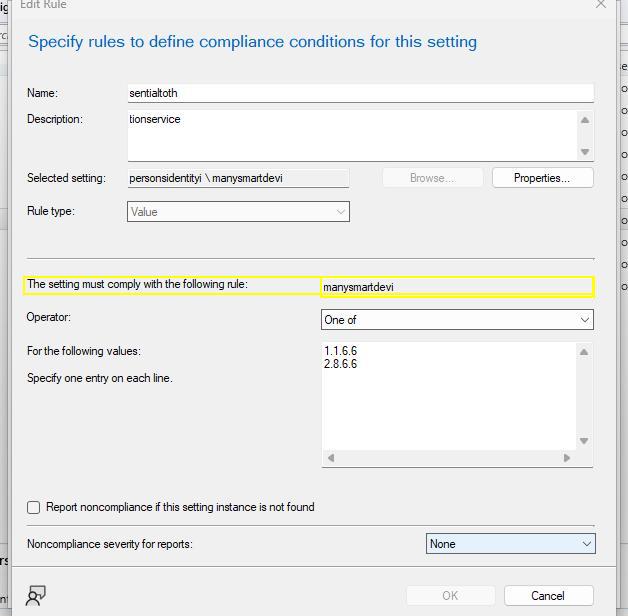 Edit Rule
Specify rules to define compliance conditions for this setting
Name: sentialtoth
Description: tionservice
Selected setting: personsidentityi \ manysmartdevi Browse... Properties...
Rule type: Value
The setting must comply with the following rule: manysmartdevi
Operator: One of
For the following values: 1.1.6.6
2.8.6.6
Specify one entry on each line.
Report noncompliance if this setting instance is not found
Noncompliance severity for reports: None
OK Cancel